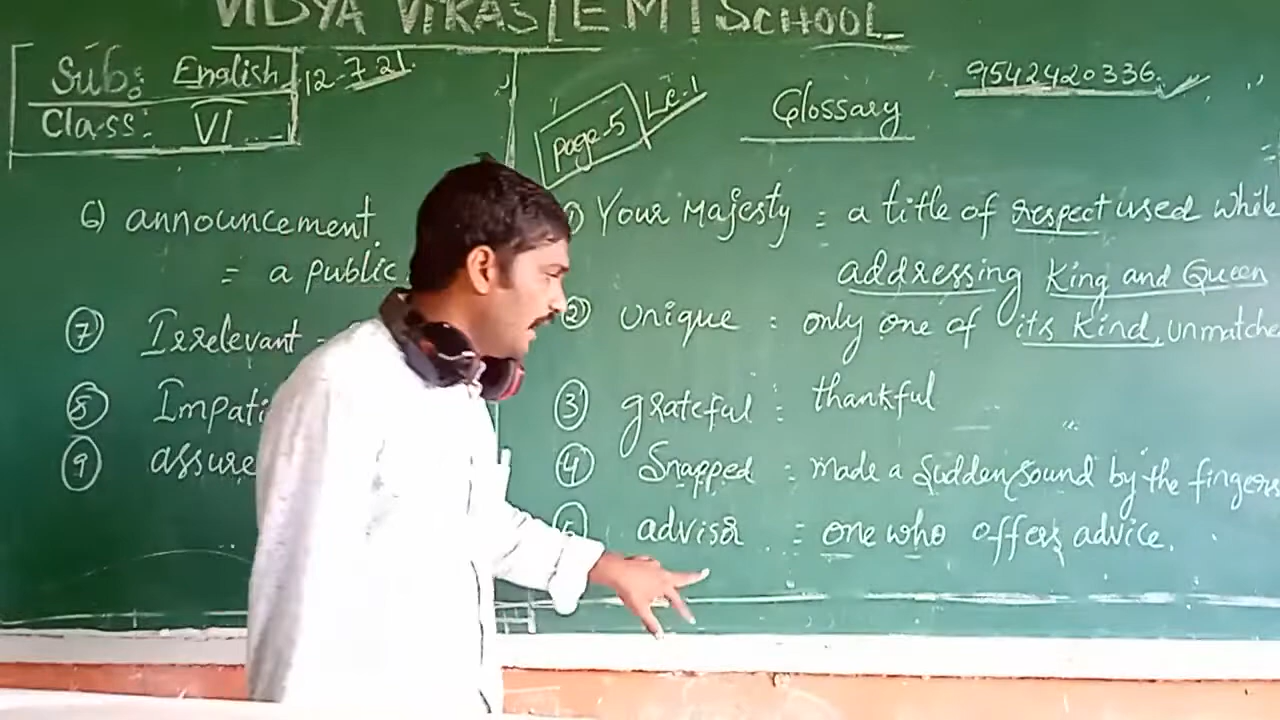 VIDYA VIKAS E M SCHOOL
Sub: English 12-7-21
Class: VI
Page-5 Le-1
Glossary
9542420336
6) announcement
= a public
7 Irrelevant =
8 Impati
9 assure
1) Your Majesty = a title of respect used while
addressing King and Queen
2 unique : only one of its kind, unmatche
3 grateful : thankful
4 Snapped : made a sudden sound by the fingers
5 advisor = one who offers advice.